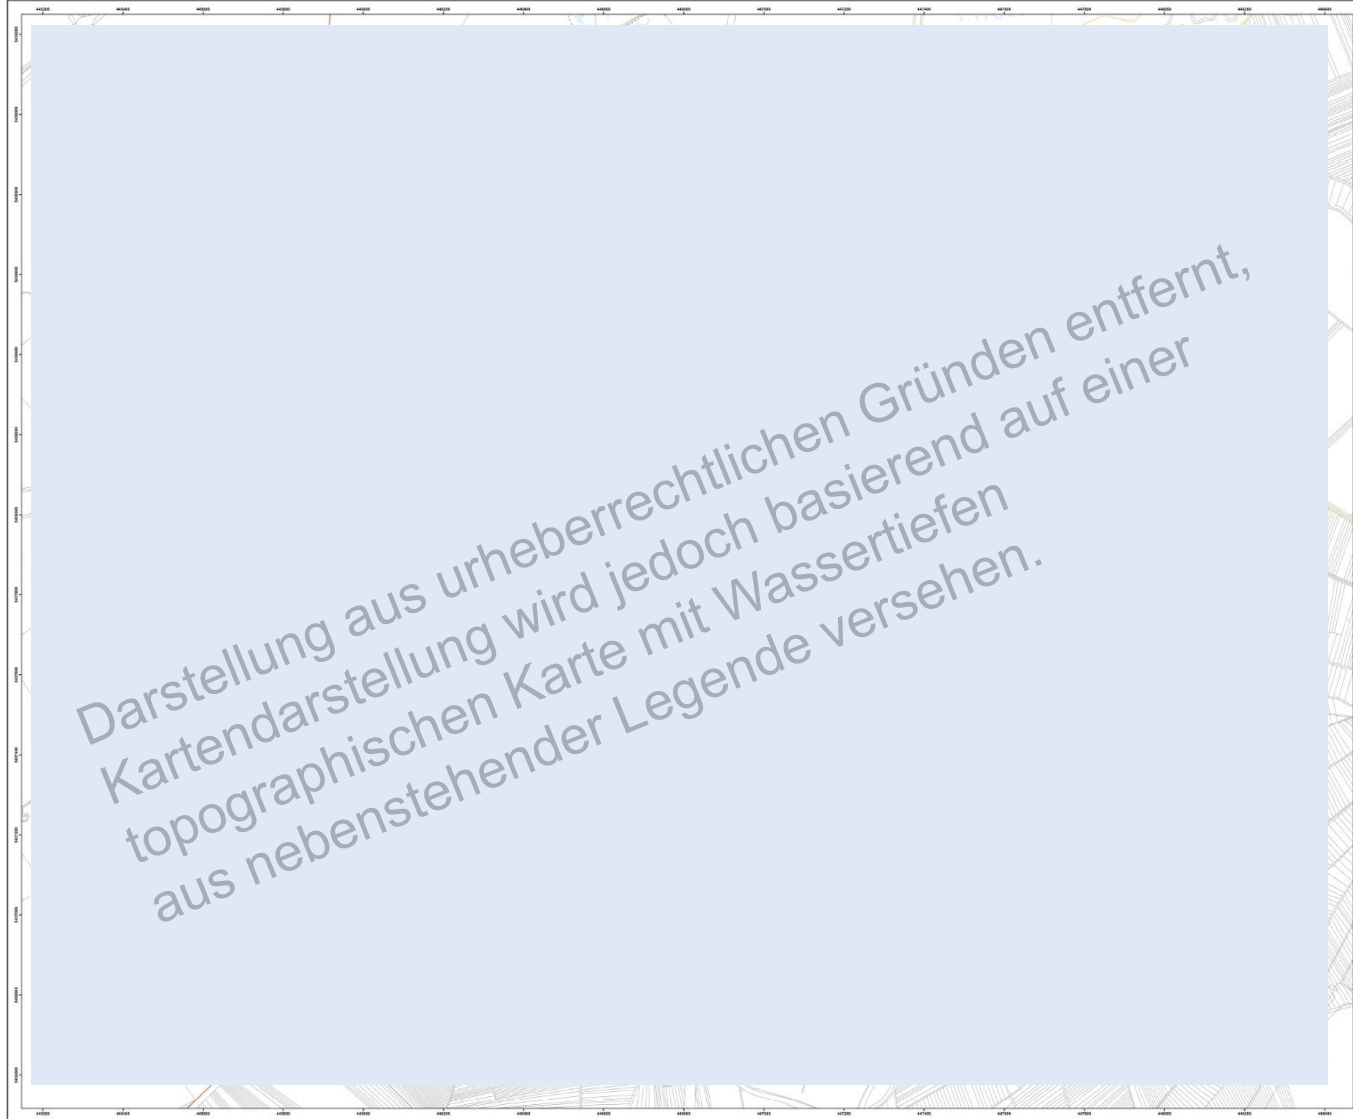 Darstellung aus urheberrechtlichen Gründen entfernt,
Kartendarstellung wird jedoch basierend auf einer
topographischen Karte mit Wassertiefen
aus nebenstehender Legende versehen.